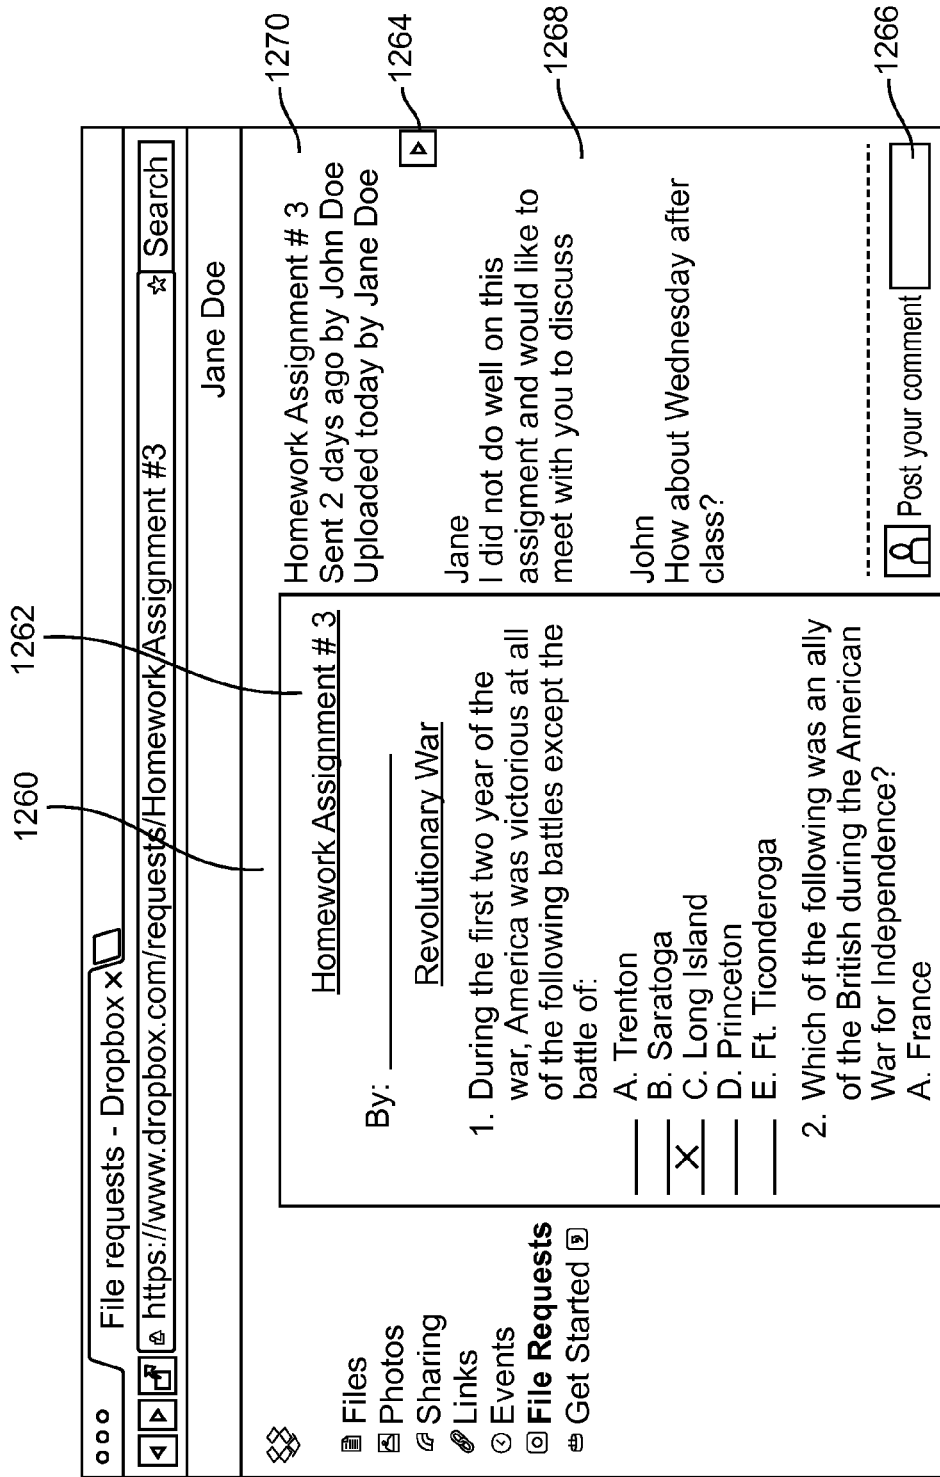 1260
1262
File requests - Dropbox X
https://www.dropbox.com/requests/Homework/Assignment #3
Search
Jane Doe
Files
Photos
Sharing
Links
Events
File Requests
Get Started
Homework Assignment # 3
By:
Revolutionary War
1. During the first two year of the
war, America was victorious at all
of the following battles except the
battle of:
A. Trenton
B. Saratoga
X C. Long Island
D. Princeton
E. Ft. Ticonderoga
2. Which of the following was an ally
of the British during the American
War for Independence?
A. France
Homework Assignment # 3
Sent 2 days ago by John Doe
Uploaded today by Jane Doe
Jane
I did not do well on this
assigment and would like to
meet with you to discuss
John
How about Wednesday after
class?
Post your comment
1270
1264
1268
1266